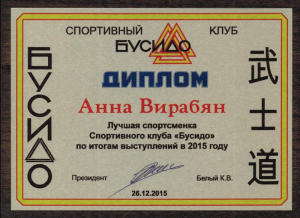 СПОРТИВНЫЙ КЛУБ
БУСИДО
ДИПЛОМ
Анна Вирабян
Лучшая спортсменка
Спортивного клуба «Бусидо»
по итогам выступлений в 2015 году
Президент Белый К.В.
26.12.2015
БУСИДО
武士道